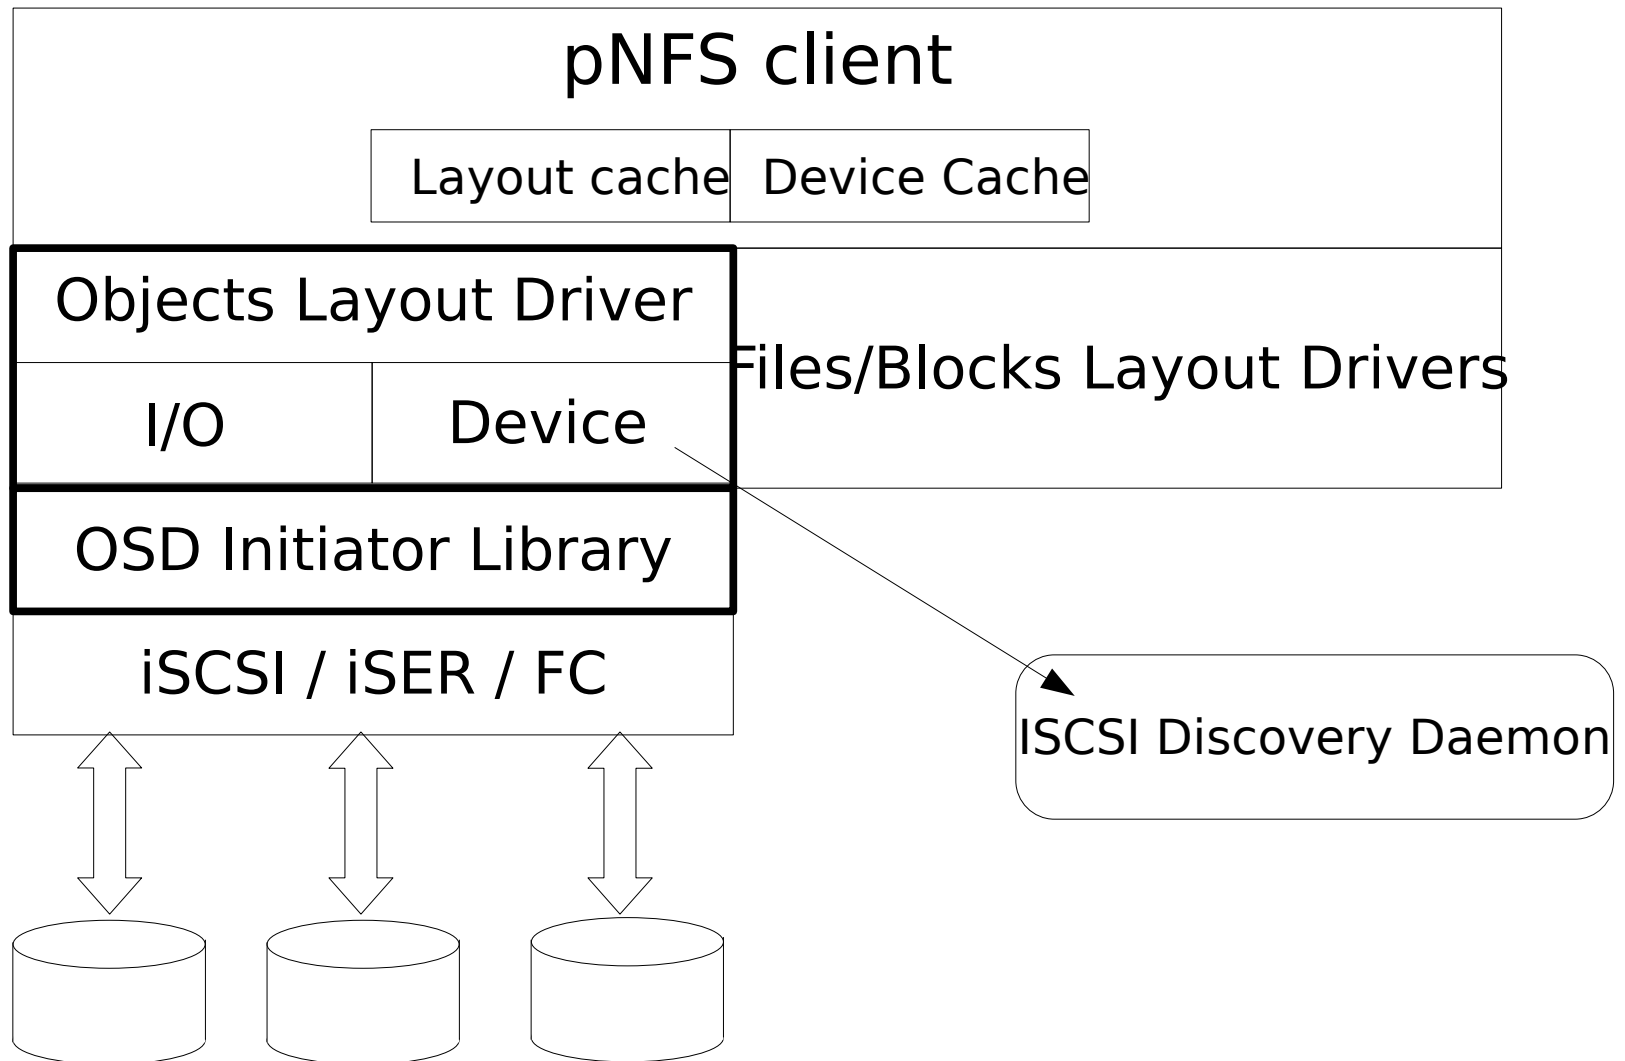 pNFS client
Layout cache
Device Cache
Objects Layout Driver
Files/Blocks Layout Drivers
I/O
Device
OSD Initiator Library
iSCSI / iSER / FC
ISCSI Discovery Daemon